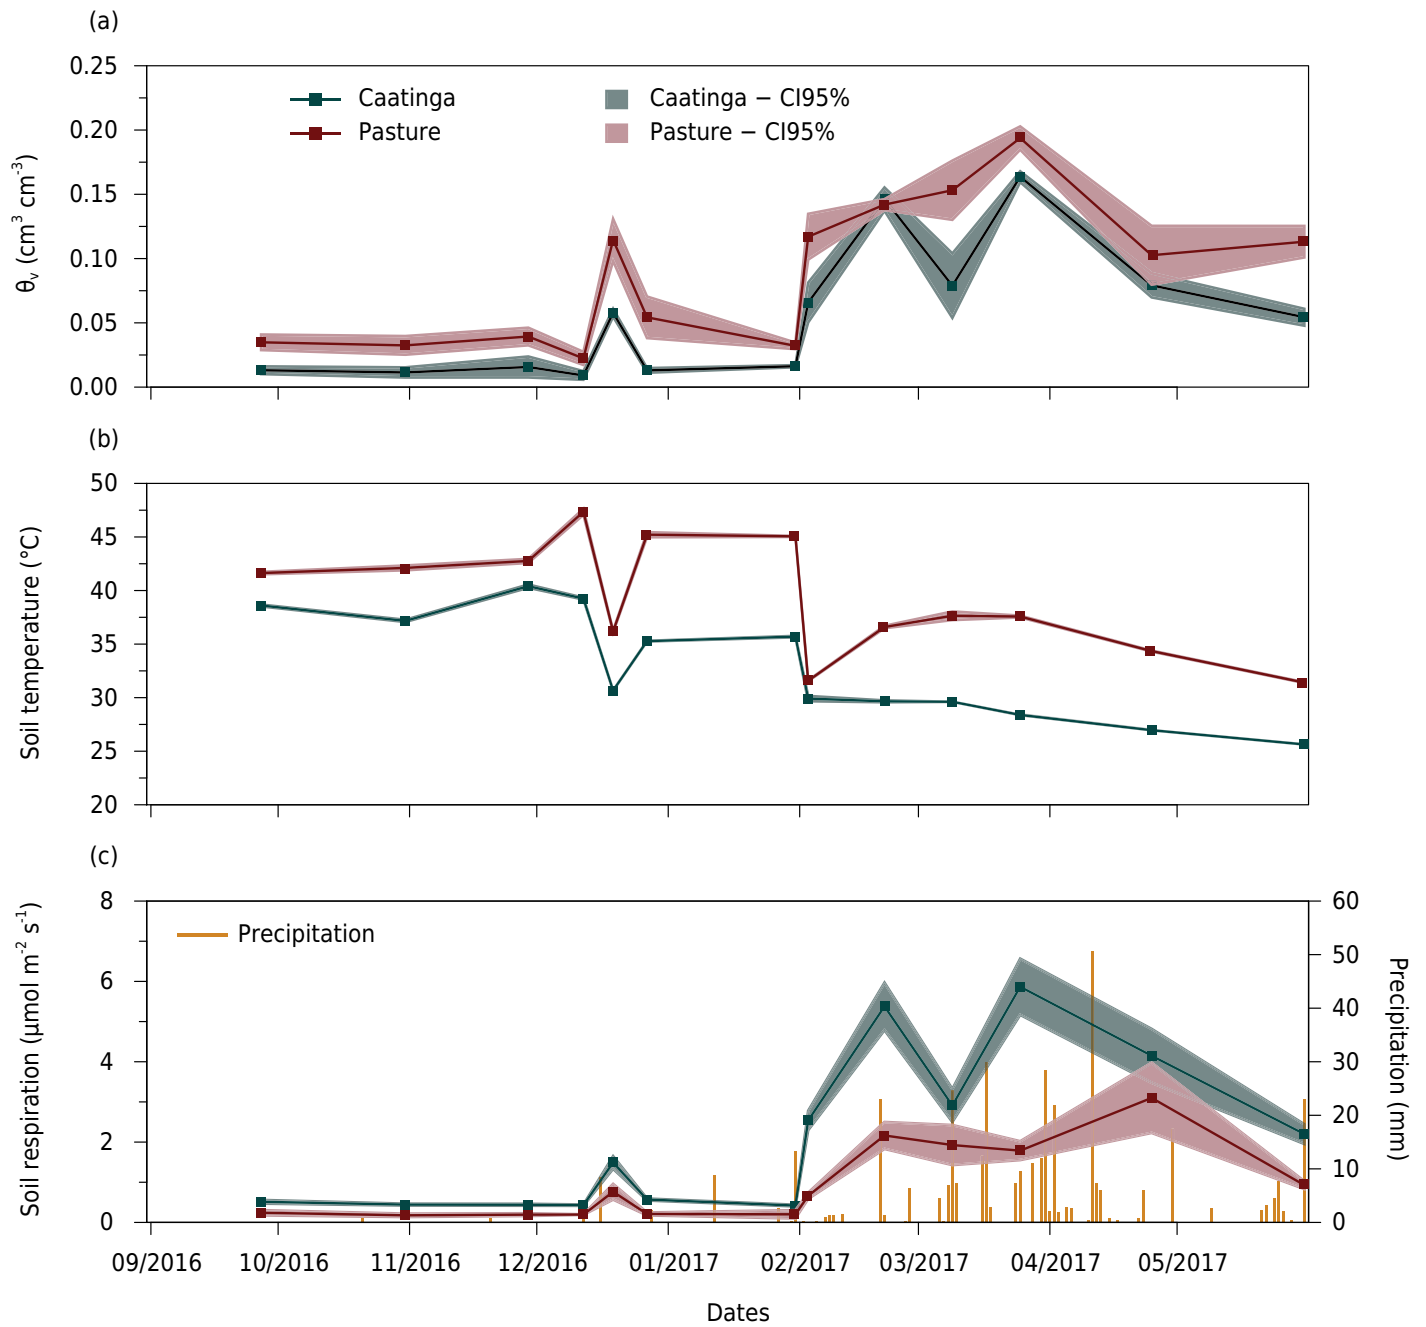 (a)
0.25
0.20
0.15
0.10
0.05
0.00
θv (cm³ cm⁻³)
Caatinga
Pasture
Caatinga − CI95%
Pasture − CI95%
(b)
50
45
40
35
30
25
20
Soil temperature (°C)
(c)
8
6
4
2
0
Soil respiration (µmol m⁻² s⁻¹)
Precipitation
60
50
40
30
20
10
0
Precipitation (mm)
09/2016 10/2016 11/2016 12/2016 01/2017 02/2017 03/2017 04/2017 05/2017
Dates